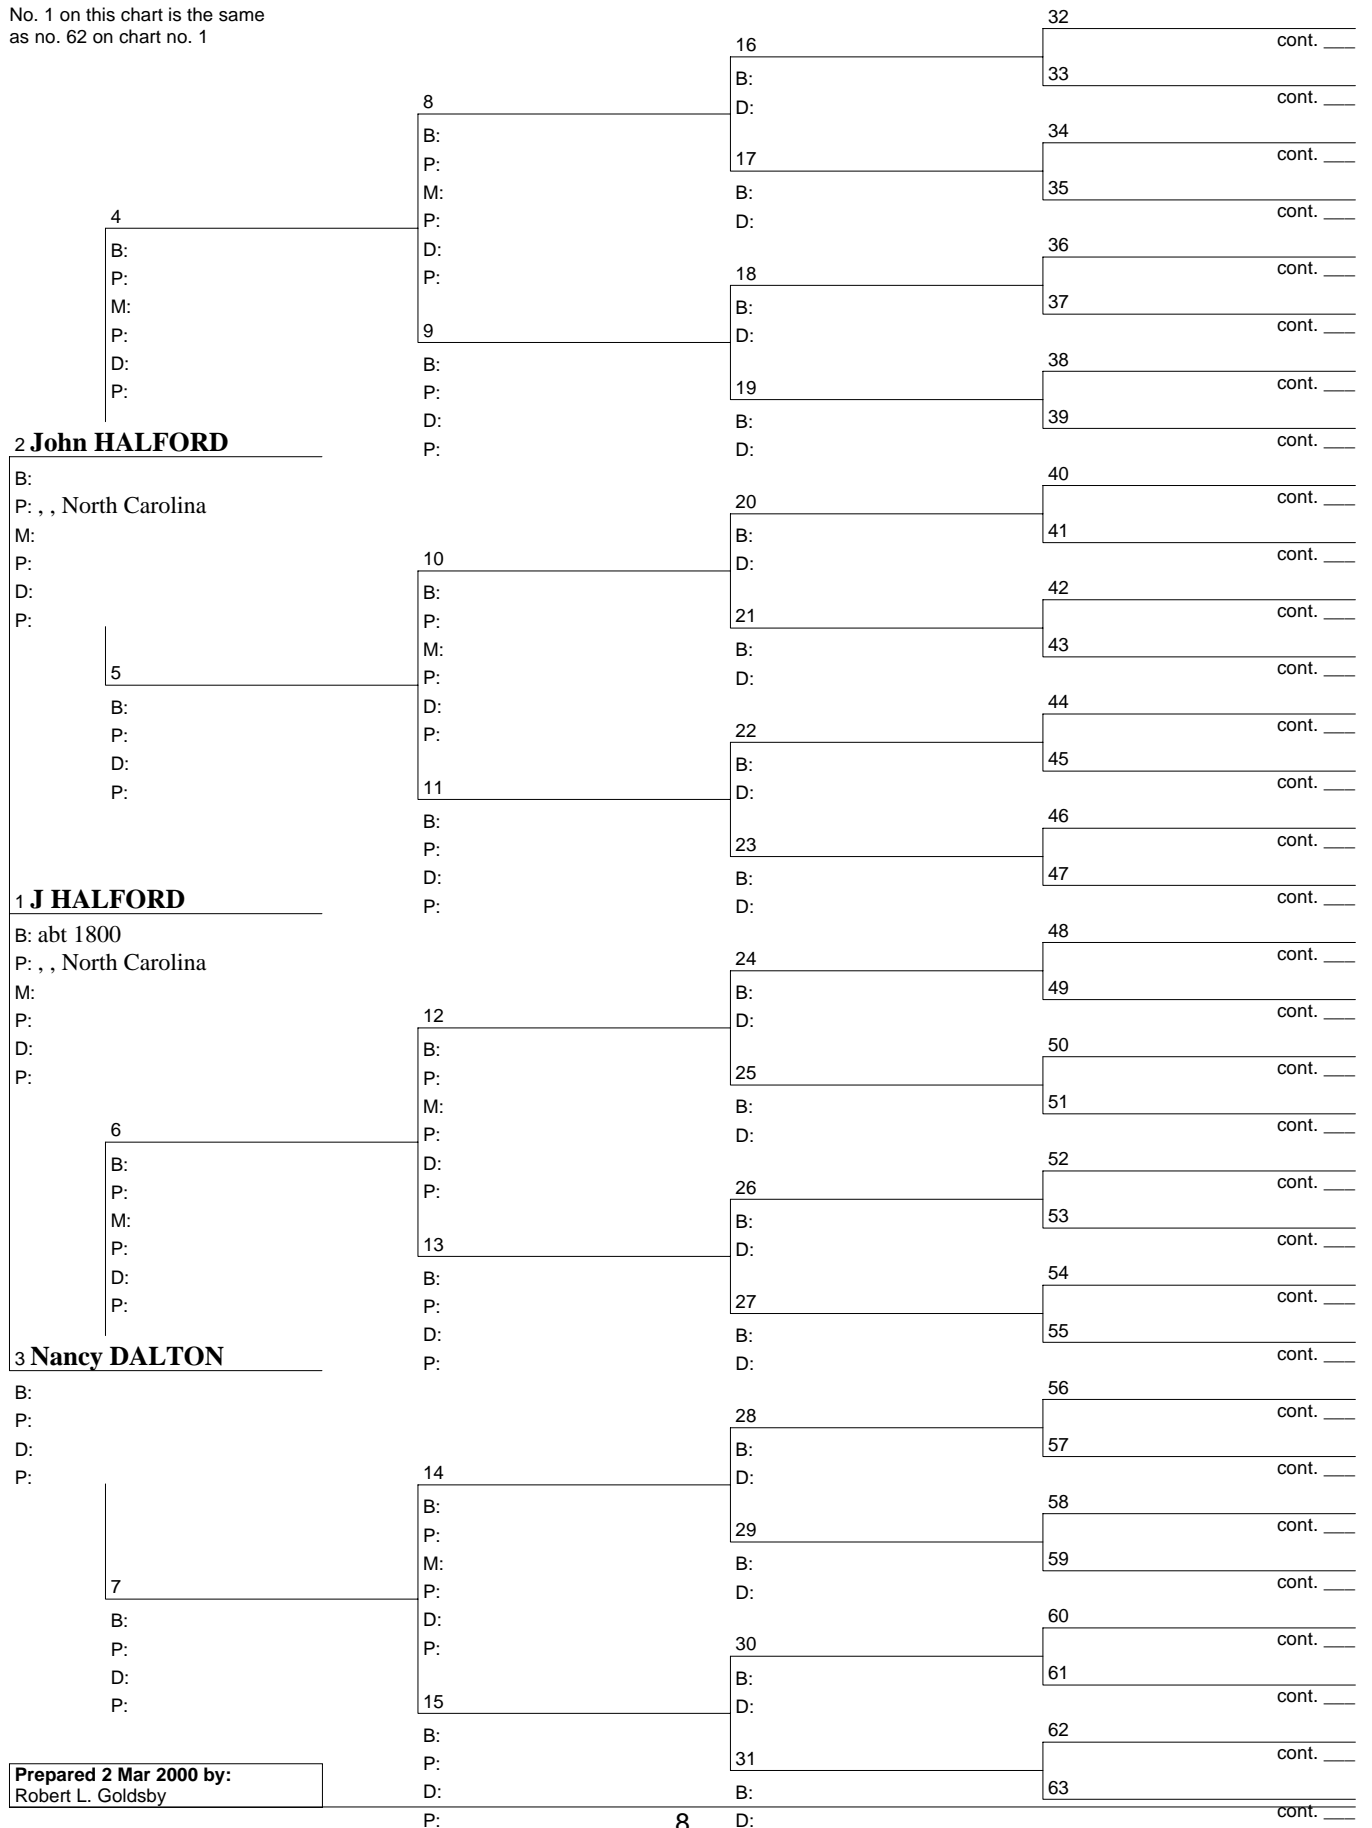 No. 1 on this chart is the same
as no. 62 on chart no. 1
2 John HALFORD
B:
P: , , North Carolina
M:
P:
D:
P:
1 J HALFORD
B: abt 1800
P: , , North Carolina
M:
P:
D:
P:
3 Nancy DALTON
B:
P:
D:
P:
4
B:
P:
M:
P:
D:
P:
5
B:
P:
D:
P:
6
B:
P:
M:
P:
D:
P:
7
B:
P:
D:
P:
8
B:
P:
M:
P:
D:
P:
9
B:
P:
D:
P:
10
B:
P:
M:
P:
D:
P:
11
B:
P:
D:
P:
12
B:
P:
M:
P:
D:
P:
13
B:
P:
D:
P:
14
B:
P:
M:
P:
D:
P:
15
B:
P:
D:
P:
16
B:
D:
17
B:
D:
18
B:
D:
19
B:
D:
20
B:
D:
21
B:
D:
22
B:
D:
23
B:
D:
24
B:
D:
25
B:
D:
26
B:
D:
27
B:
D:
28
B:
D:
29
B:
D:
30
B:
D:
31
B:
D:
32
cont. ___
33
cont. ___
34
cont. ___
35
cont. ___
36
cont. ___
37
cont. ___
38
cont. ___
39
cont. ___
40
cont. ___
41
cont. ___
42
cont. ___
43
cont. ___
44
cont. ___
45
cont. ___
46
cont. ___
47
cont. ___
48
cont. ___
49
cont. ___
50
cont. ___
51
cont. ___
52
cont. ___
53
cont. ___
54
cont. ___
55
cont. ___
56
cont. ___
57
cont. ___
58
cont. ___
59
cont. ___
60
cont. ___
61
cont. ___
62
cont. ___
63
cont. ___
Prepared 2 Mar 2000 by:
Robert L. Goldsby
8